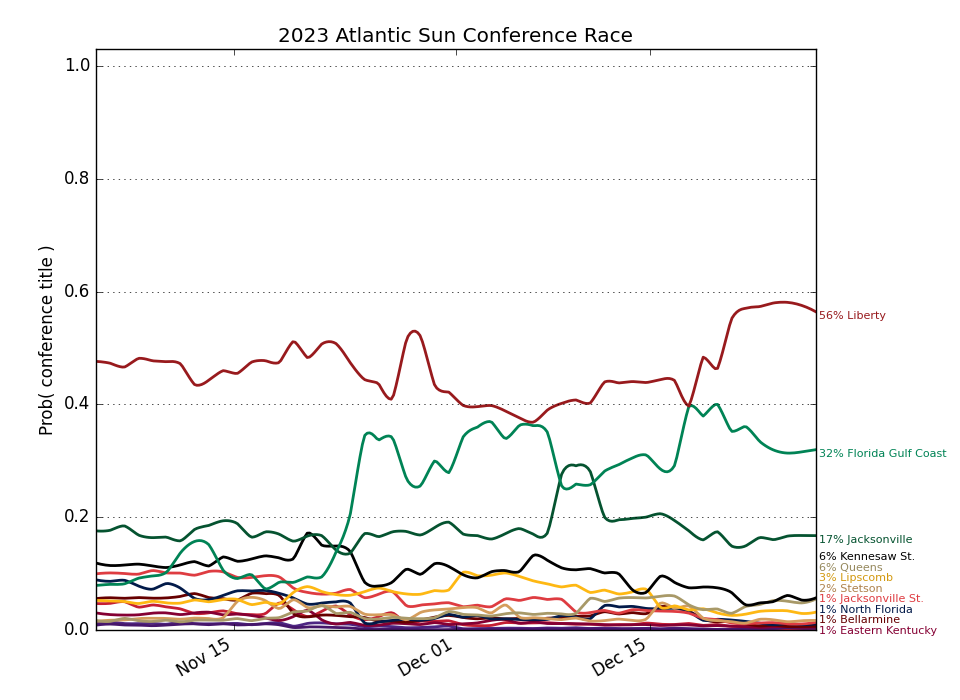 2023 Atlantic Sun Conference Race
Prob( conference title )
1.0
0.8
0.6
0.4
0.2
0.0
Nov 15
Dec 01
Dec 15
56% Liberty
32% Florida Gulf Coast
17% Jacksonville
6% Kennesaw St.
6% Queens
3% Lipscomb
2% Stetson
1% Jacksonville St.
1% North Florida
1% Bellarmine
1% Eastern Kentucky